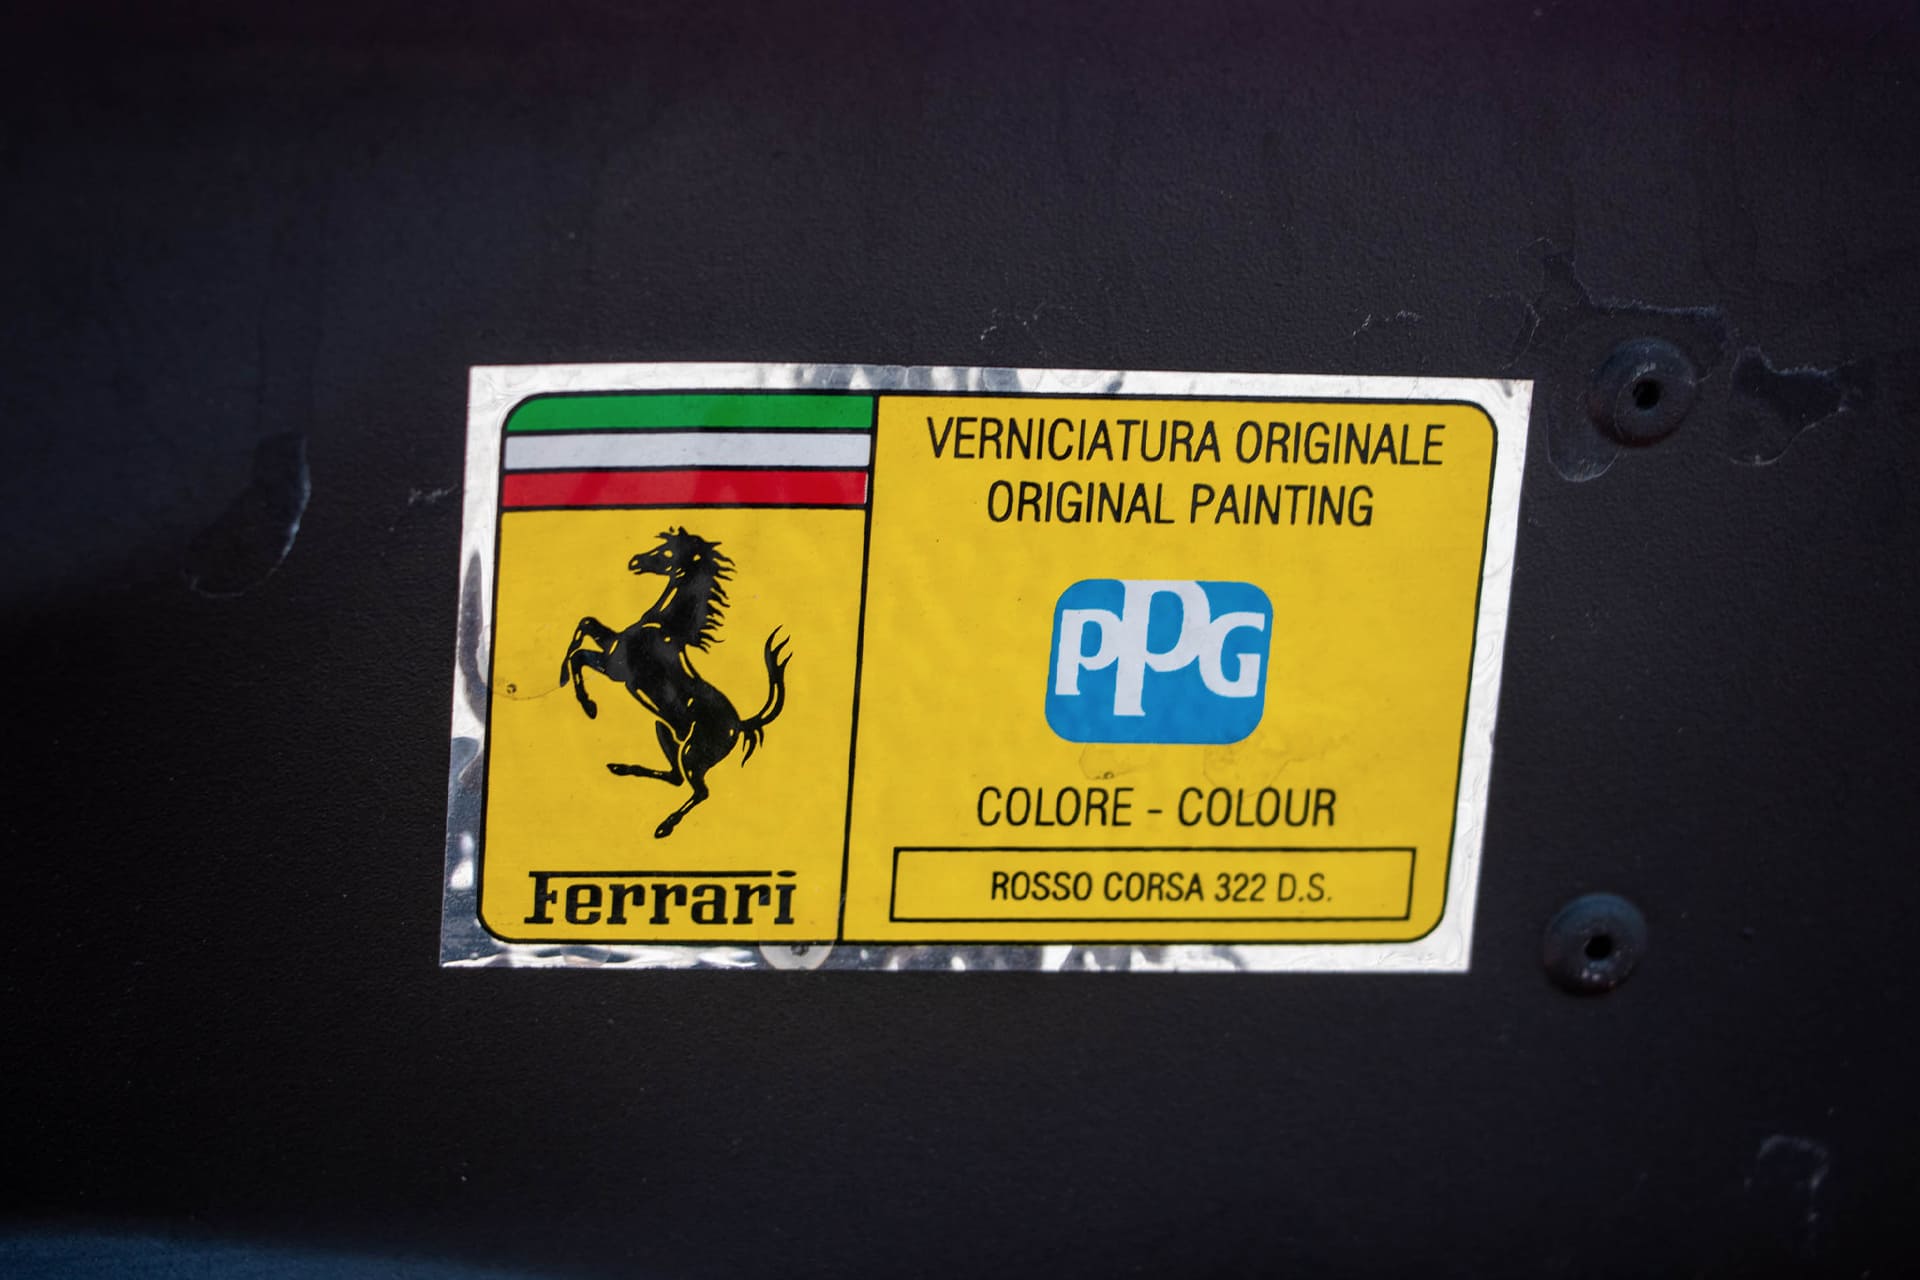 VERNICIATURA ORIGINALE
ORIGINAL PAINTING
PPG
COLORE - COLOUR
ROSSO CORSA 322 D.S.
Ferrari